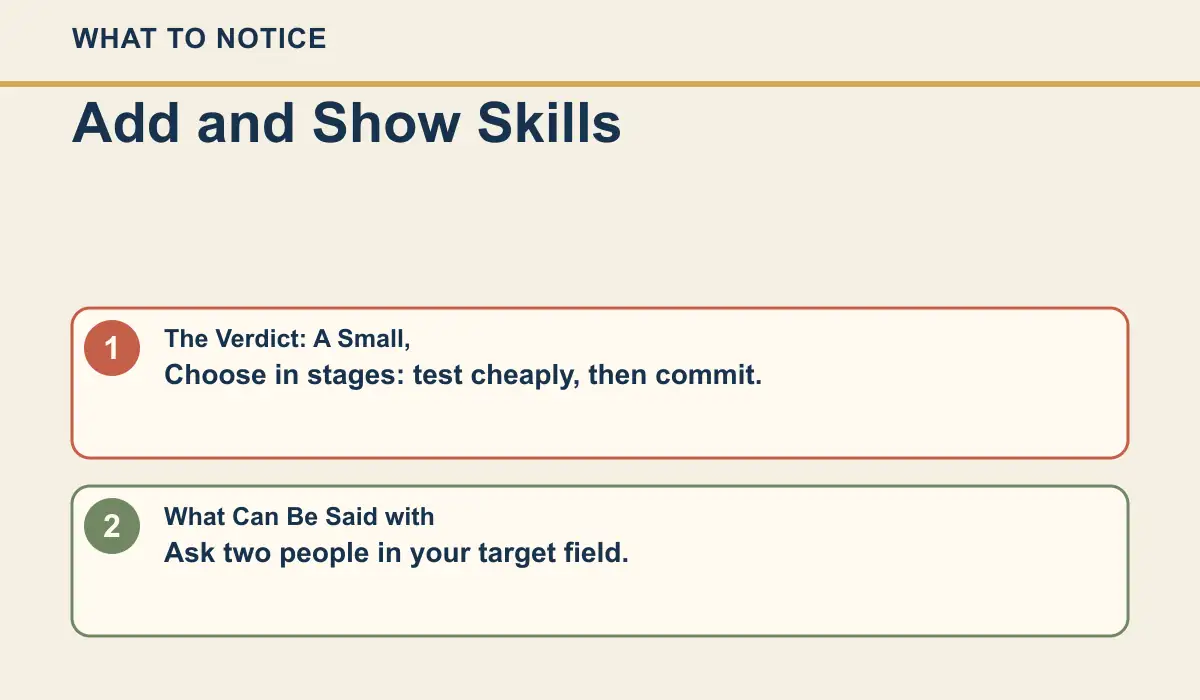 WHAT TO NOTICE
Add and Show Skills
1
The Verdict: A Small,
Choose in stages: test cheaply, then commit.
2
What Can Be Said with
Ask two people in your target field.